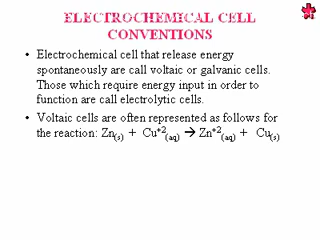 ELECTROCHEMICAL CELL
CONVENTIONS
• Electrochemical cell that release energy
spontaneously are call voltaic or galvanic cells.
Those which require energy input in order to
function are call electrolytic cells.
• Voltaic cells are often represented as follows for
the reaction: Zn(s) + Cu+2(aq) → Zn+2(aq) + Cu(s)